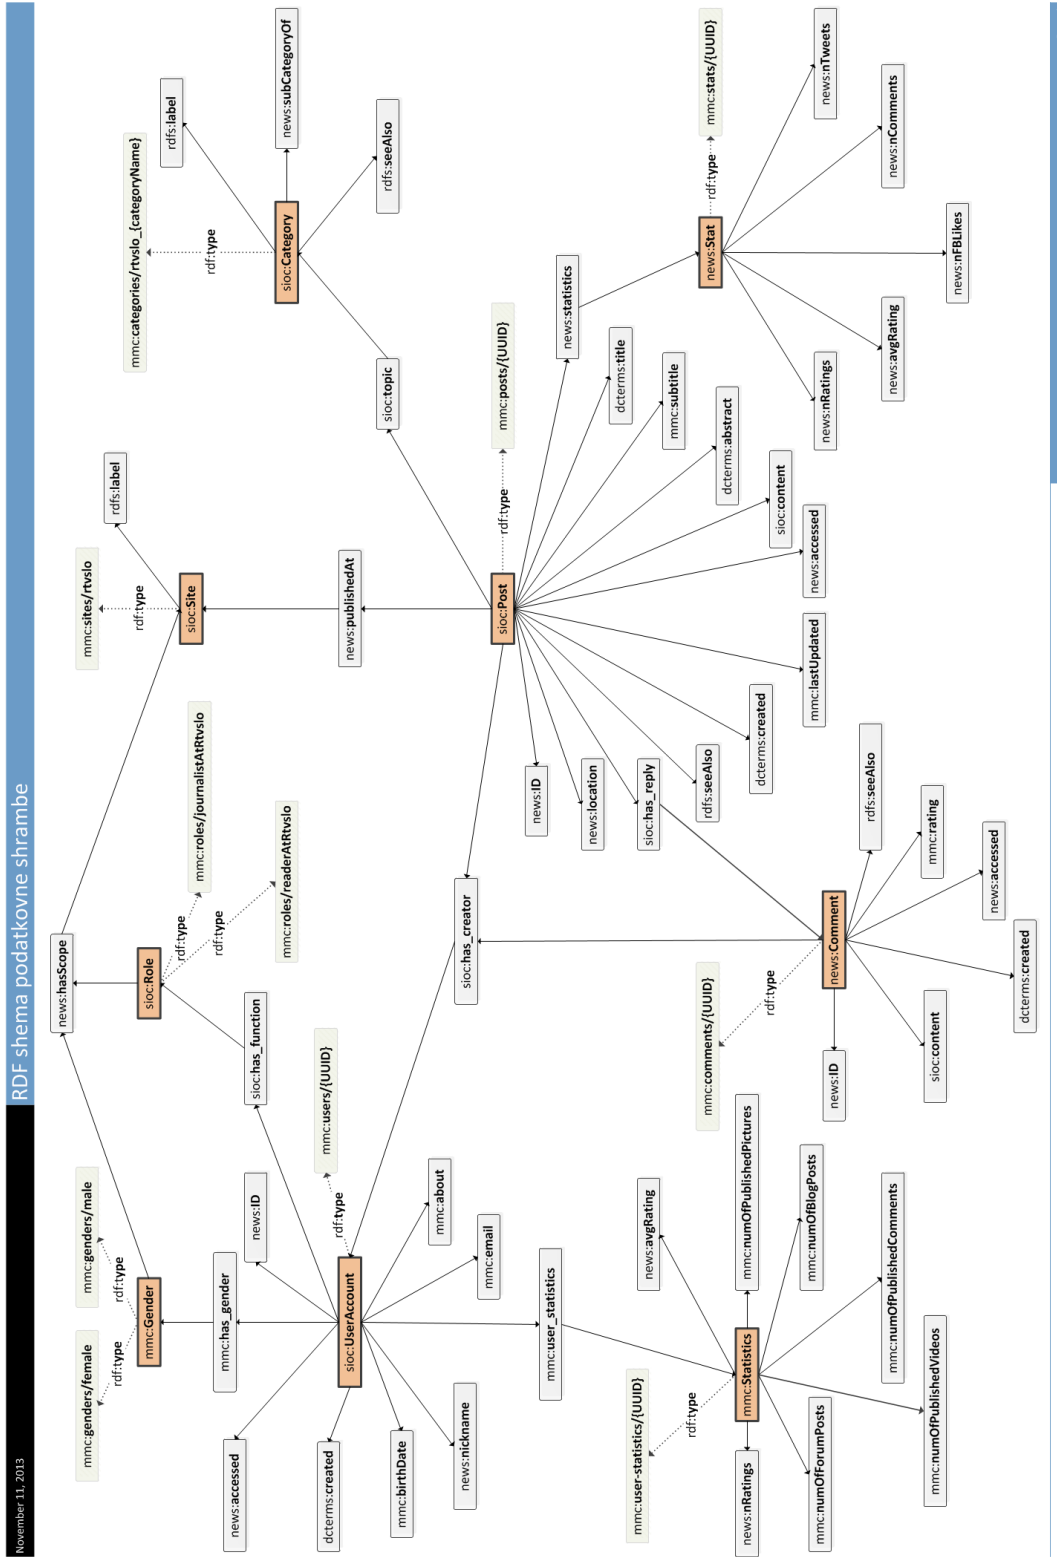 November 11, 2013
RDF shema podatkovne shrambe
mmc:genders/female
mmc:genders/male
rdf:type
rdf:type
mmc:Gender
news:hasScope
mmc:sites/rtvslo
rdfs:label
rdf:type
sioc:Site
mmc:categories/rtvslo_{categoryName}
rdfs:label
rdf:type
sioc:Category
news:subCategoryOf
rdfs:seeAlso
sioc:Role
rdf:type
rdf:type
mmc:roles/journalistAtRtvslo
mmc:roles/readerAtRtvslo
mmc:has_gender
news:ID
sioc:has_function
news:accessed
mmc:users/{UUID}
rdf:type
sioc:UserAccount
dcterms:created
mmc:birthDate
news:nickname
mmc:about
mmc:email
mmc:user_statistics
news:publishedAt
sioc:topic
sioc:has_creator
sioc:Post
rdf:type
mmc:posts/{UUID}
news:ID
news:location
sioc:has_reply
rdfs:seeAlso
dcterms:created
mmc:lastUpdated
news:accessed
sioc:content
dcterms:abstract
mmc:subtitle
dcterms:title
news:statistics
mmc:stats/{UUID}
rdf:type
news:Stat
news:nTweets
news:nComments
news:nFBLikes
news:avgRating
news:nRatings
mmc:user-statistics/{UUID}
rdf:type
news:avgRating
mmc:Statistics
news:nRatings
mmc:numOfPublishedPictures
mmc:numOfForumPosts
mmc:numOfBlogPosts
mmc:numOfPublishedComments
mmc:numOfPublishedVideos
mmc:comments/{UUID}
rdf:type
news:Comment
news:ID
sioc:content
dcterms:created
news:accessed
mmc:rating
rdfs:seeAlso